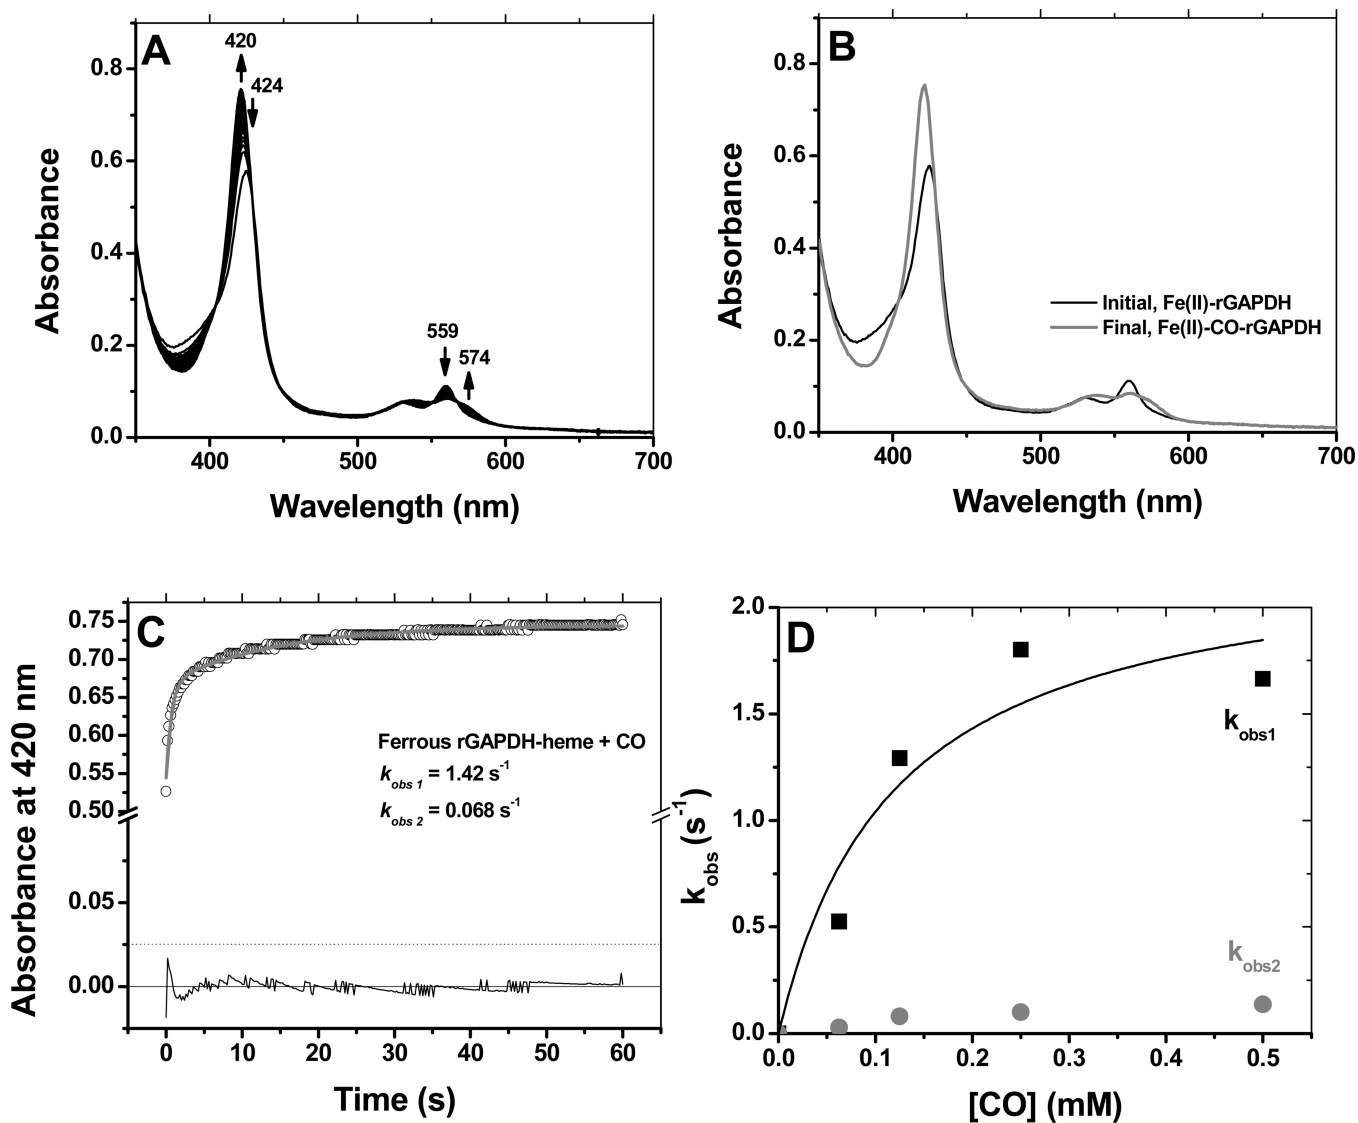 A
420
424
559
574
0.8
0.6
0.4
0.2
0.0
400
500
600
700
Absorbance
Wavelength (nm)
B
0.8
0.6
0.4
0.2
0.0
400
500
600
700
Absorbance
Wavelength (nm)
Initial, Fe(II)-rGAPDH
Final, Fe(II)-CO-rGAPDH
C
0.75
0.70
0.65
0.60
0.55
0.50
0.05
0.00
0
10
20
30
40
50
60
Absorbance at 420 nm
Time (s)
Ferrous rGAPDH-heme + CO
k_obs 1 = 1.42 s⁻¹
k_obs 2 = 0.068 s⁻¹
D
2.0
1.5
1.0
0.5
0.0
0.0
0.1
0.2
0.3
0.4
0.5
k_obs (s⁻¹)
[CO] (mM)
k_obs1
k_obs2